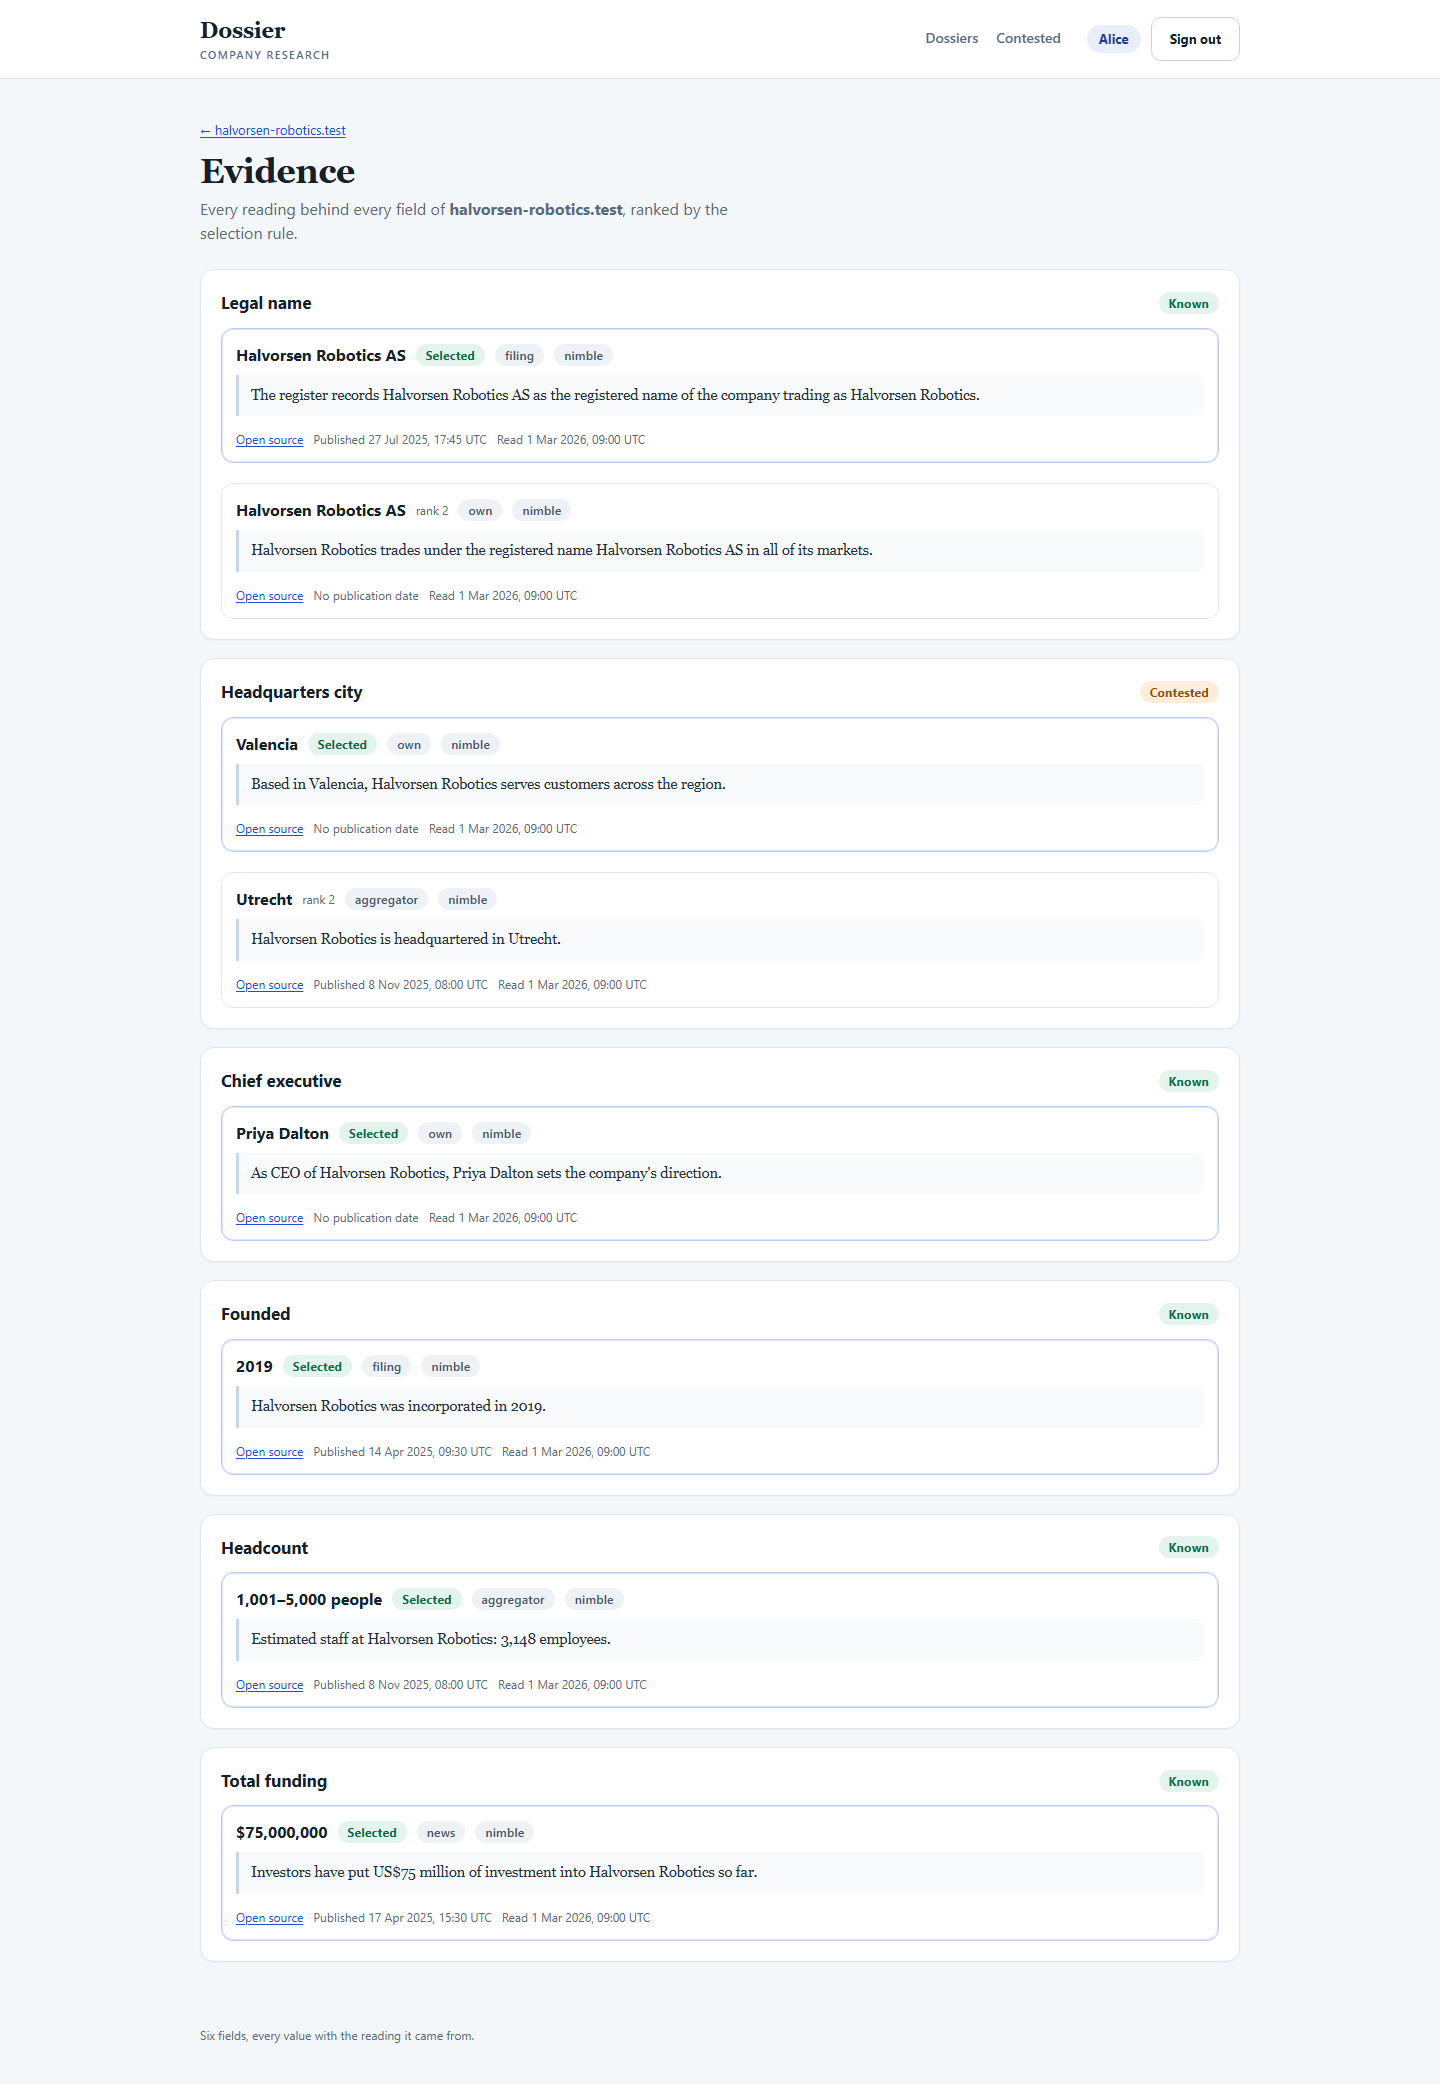 Dossier
COMPANY RESEARCH
Dossiers Contested Alice Sign out
← halvorsen-robotics.test
Evidence
Every reading behind every field of halvorsen-robotics.test, ranked by the
selection rule.
Legal name Known
Halvorsen Robotics AS Selected filing nimble
The register records Halvorsen Robotics AS as the registered name of the company trading as Halvorsen Robotics.
Open source Published 27 Jul 2025, 17:45 UTC Read 1 Mar 2026, 09:00 UTC
Halvorsen Robotics AS rank 2 own nimble
Halvorsen Robotics trades under the registered name Halvorsen Robotics AS in all of its markets.
Open source No publication date Read 1 Mar 2026, 09:00 UTC
Headquarters city Contested
Valencia Selected own nimble
Based in Valencia, Halvorsen Robotics serves customers across the region.
Open source No publication date Read 1 Mar 2026, 09:00 UTC
Utrecht rank 2 aggregator nimble
Halvorsen Robotics is headquartered in Utrecht.
Open source Published 8 Nov 2025, 08:00 UTC Read 1 Mar 2026, 09:00 UTC
Chief executive Known
Priya Dalton Selected own nimble
As CEO of Halvorsen Robotics, Priya Dalton sets the company's direction.
Open source No publication date Read 1 Mar 2026, 09:00 UTC
Founded Known
2019 Selected filing nimble
Halvorsen Robotics was incorporated in 2019.
Open source Published 14 Apr 2025, 09:30 UTC Read 1 Mar 2026, 09:00 UTC
Headcount Known
1,001–5,000 people Selected aggregator nimble
Estimated staff at Halvorsen Robotics: 3,148 employees.
Open source Published 8 Nov 2025, 08:00 UTC Read 1 Mar 2026, 09:00 UTC
Total funding Known
$75,000,000 Selected news nimble
Investors have put US$75 million of investment into Halvorsen Robotics so far.
Open source Published 17 Apr 2025, 15:30 UTC Read 1 Mar 2026, 09:00 UTC
Six fields, every value with the reading it came from.